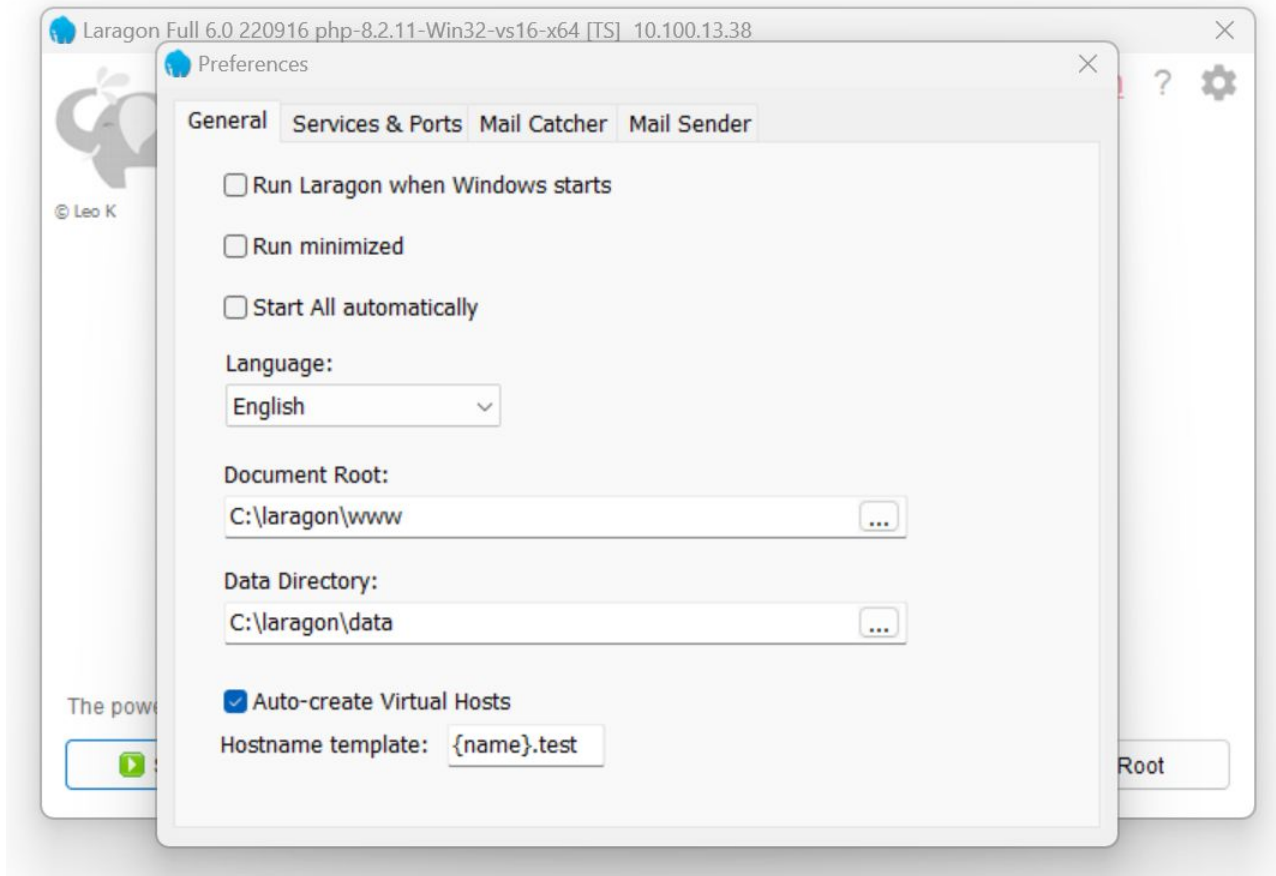 Laragon Full 6.0 220916 php-8.2.11-Win32-vs16-x64 [TS] 10.100.13.38
Preferences
?
General Services & Ports Mail Catcher Mail Sender
Run Laragon when Windows starts
© Leo K
Run minimized
Start All automatically
Language:
English
Document Root:
C:\laragon\www
...
Data Directory:
C:\laragon\data
...
Auto-create Virtual Hosts
The powe
Hostname template: {name}.test
Root